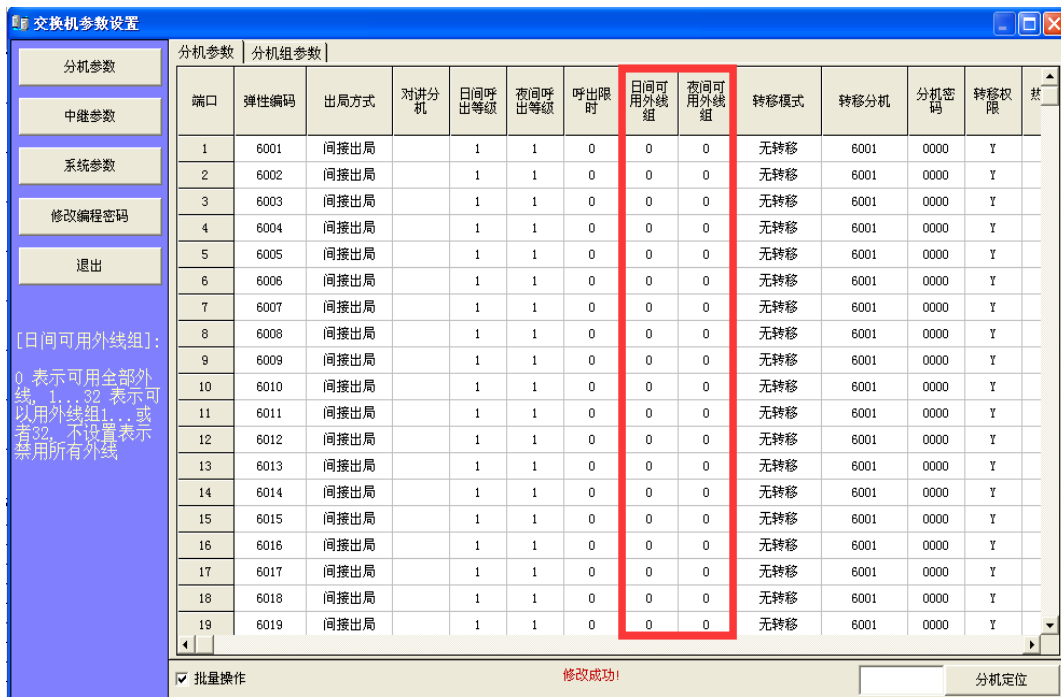 交换机参数设置
分机参数
中继参数
系统参数
修改编程密码
退出
[日间可用外线组]:
0 表示可用全部外
线, 1...32 表示可
以用外线组1...或
者32, 不设置表示
禁用所有外线
分机参数 分机组参数
端口 弹性编码 出局方式 对讲分机 日间呼出等级 夜间呼出等级 呼出限时 日间可用外线组 夜间可用外线组 转移模式 转移分机 分机密码 转移权限 热
1 6001 间接出局 1 1 0 0 0 无转移 6001 0000 Y
2 6002 间接出局 1 1 0 0 0 无转移 6001 0000 Y
3 6003 间接出局 1 1 0 0 0 无转移 6001 0000 Y
4 6004 间接出局 1 1 0 0 0 无转移 6001 0000 Y
5 6005 间接出局 1 1 0 0 0 无转移 6001 0000 Y
6 6006 间接出局 1 1 0 0 0 无转移 6001 0000 Y
7 6007 间接出局 1 1 0 0 0 无转移 6001 0000 Y
8 6008 间接出局 1 1 0 0 0 无转移 6001 0000 Y
9 6009 间接出局 1 1 0 0 0 无转移 6001 0000 Y
10 6010 间接出局 1 1 0 0 0 无转移 6001 0000 Y
11 6011 间接出局 1 1 0 0 0 无转移 6001 0000 Y
12 6012 间接出局 1 1 0 0 0 无转移 6001 0000 Y
13 6013 间接出局 1 1 0 0 0 无转移 6001 0000 Y
14 6014 间接出局 1 1 0 0 0 无转移 6001 0000 Y
15 6015 间接出局 1 1 0 0 0 无转移 6001 0000 Y
16 6016 间接出局 1 1 0 0 0 无转移 6001 0000 Y
17 6017 间接出局 1 1 0 0 0 无转移 6001 0000 Y
18 6018 间接出局 1 1 0 0 0 无转移 6001 0000 Y
19 6019 间接出局 1 1 0 0 0 无转移 6001 0000 Y
批量操作 修改成功! 分机定位